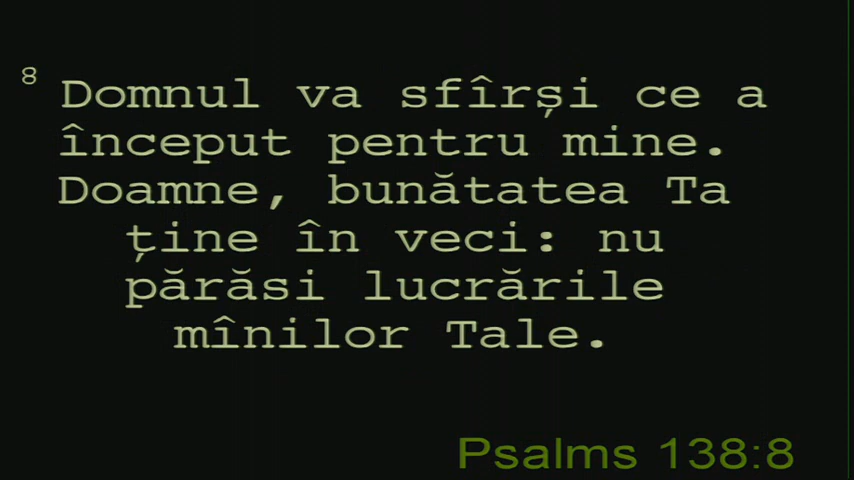 8 Domnul va sfîrși ce a
început pentru mine.
Doamne, bunătatea Ta
ține în veci: nu
părăsi lucrările
mînilor Tale.
Psalms 138:8